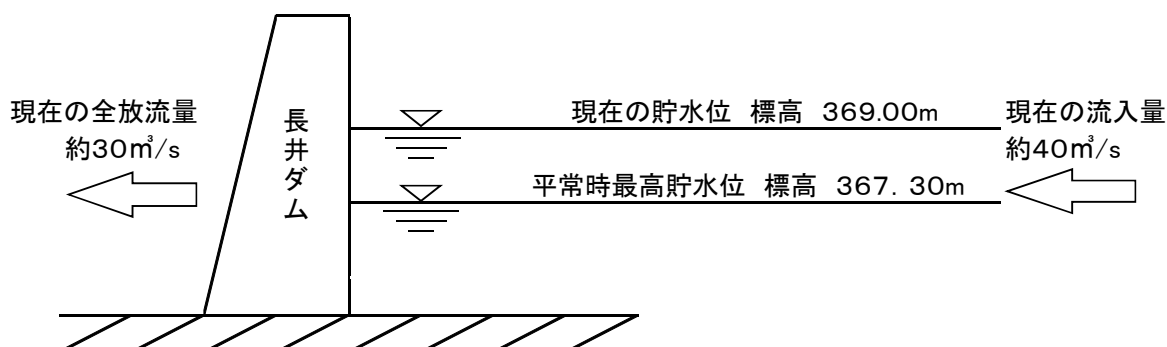 現在の全放流量
約30㎥/s
長井ダム
現在の貯水位 標高 369.00m
平常時最高貯水位 標高 367.30m
現在の流入量
約40㎥/s